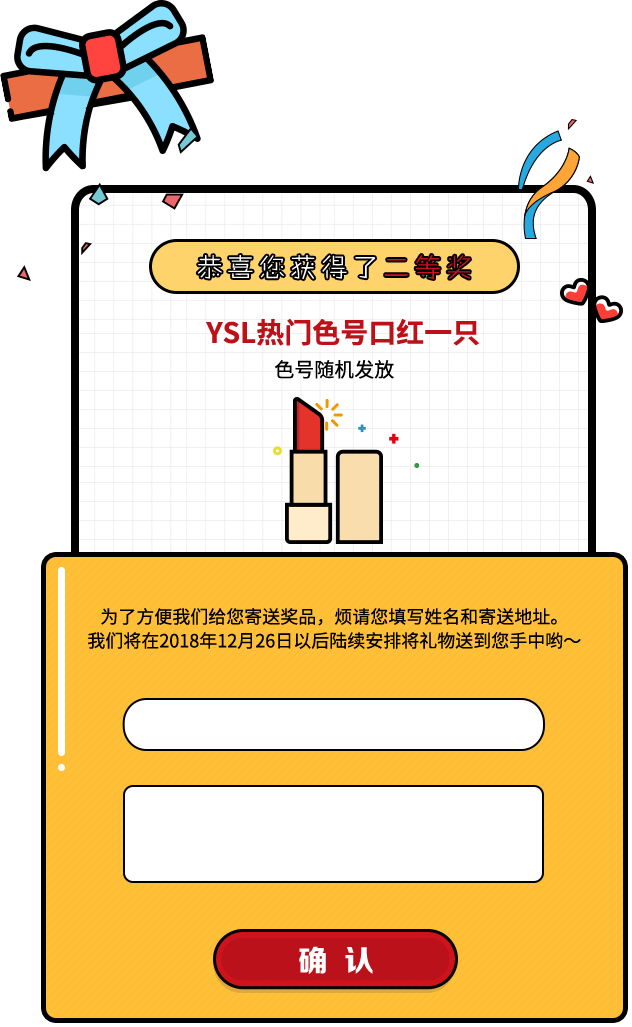 恭喜您获得了二等奖
YSL热门色号口红一只
色号随机发放
为了方便我们给您寄送奖品，烦请您填写姓名和寄送地址。
我们将在2018年12月26日以后陆续安排将礼物送到您手中哟～
确 认